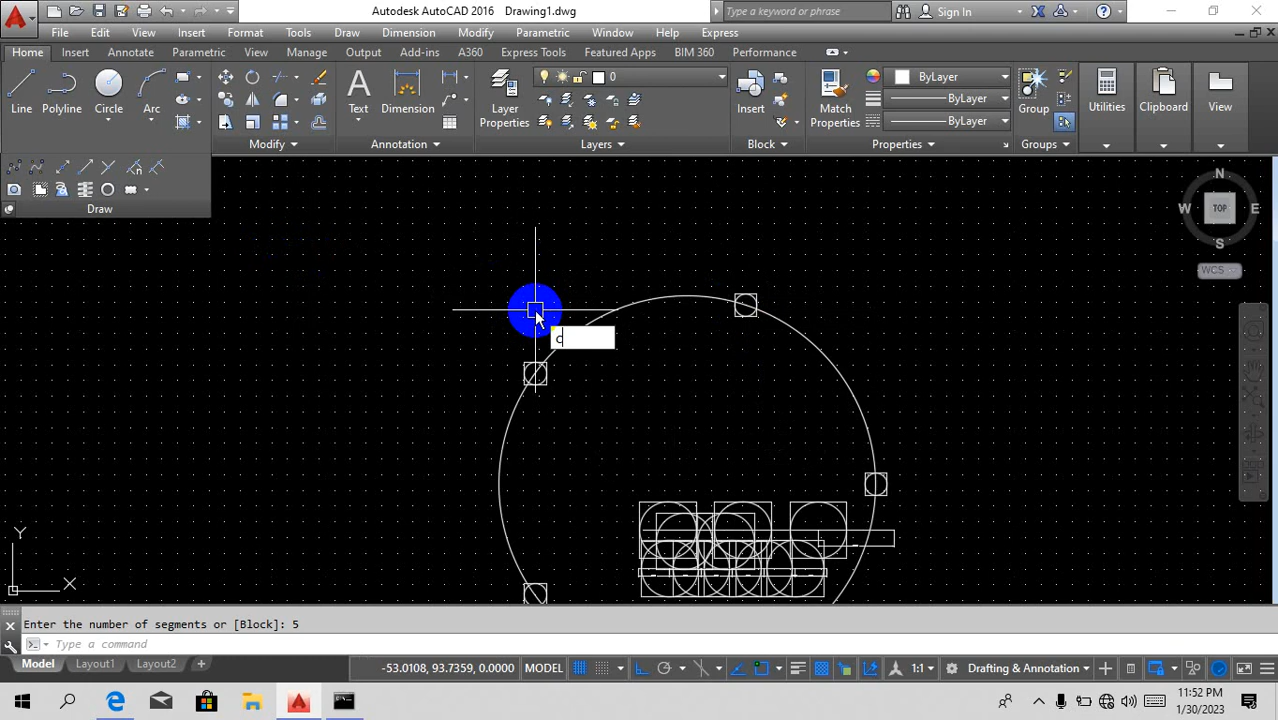 Autodesk AutoCAD 2016 Drawing1.dwg
Type a keyword or phrase
Sign In
File Edit View Insert Format Tools Draw Dimension Modify Parametric Window Help Express
Home Insert Annotate Parametric View Manage Output Add-ins A360 Express Tools Featured Apps BIM 360 Performance
0
ByLayer
ByLayer
ByLayer
Line Polyline Circle Arc
Text Dimension
Layer
Properties
Insert
Match
Properties
Group
Utilities Clipboard View
Modify Annotation Layers Block Properties Groups
Draw
N
W TOP E
S
WCS
c
Y
X
Enter the number of segments or [Block]: 5
Type a command
Model Layout1 Layout2
-53.0108, 93.7359, 0.0000 MODEL
1:1
Drafting & Annotation
11:52 PM
1/30/2023